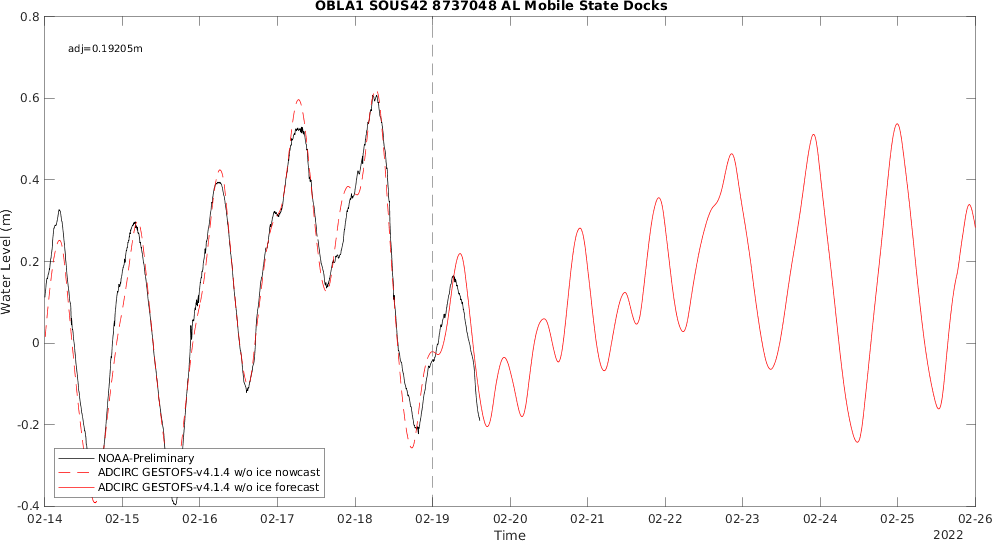 OBLA1 SOUS42 8737048 AL Mobile State Docks
adj=0.19205m
Water Level (m)
0.8
0.6
0.4
0.2
0
-0.2
-0.4
NOAA-Preliminary
ADCIRC GESTOFS-v4.1.4 w/o ice nowcast
ADCIRC GESTOFS-v4.1.4 w/o ice forecast
02-14 02-15 02-16 02-17 02-18 02-19 02-20 02-21 02-22 02-23 02-24 02-25 02-26
Time
2022